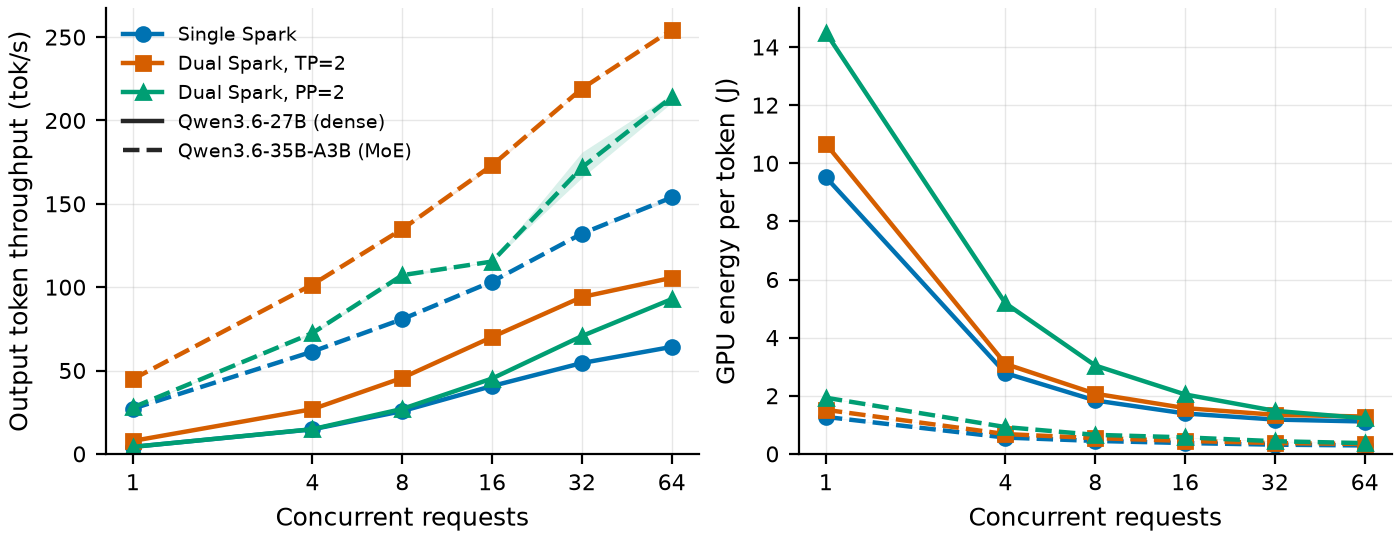 Output token throughput (tok/s)
250
200
150
100
50
0
Single Spark
Dual Spark, TP=2
Dual Spark, PP=2
Qwen3.6-27B (dense)
Qwen3.6-35B-A3B (MoE)
1 4 8 16 32 64
Concurrent requests
GPU energy per token (J)
14
12
10
8
6
4
2
0
1 4 8 16 32 64
Concurrent requests